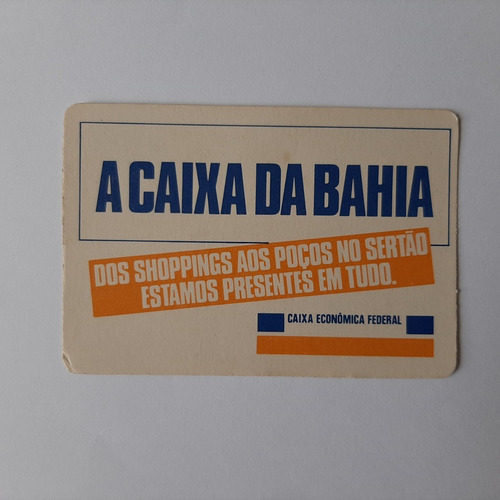 A CAIXA DA BAHIA
DOS SHOPPINGS AOS POÇOS NO SERTÃO
ESTAMOS PRESENTES EM TUDO.
CAIXA ECONÔMICA FEDERAL